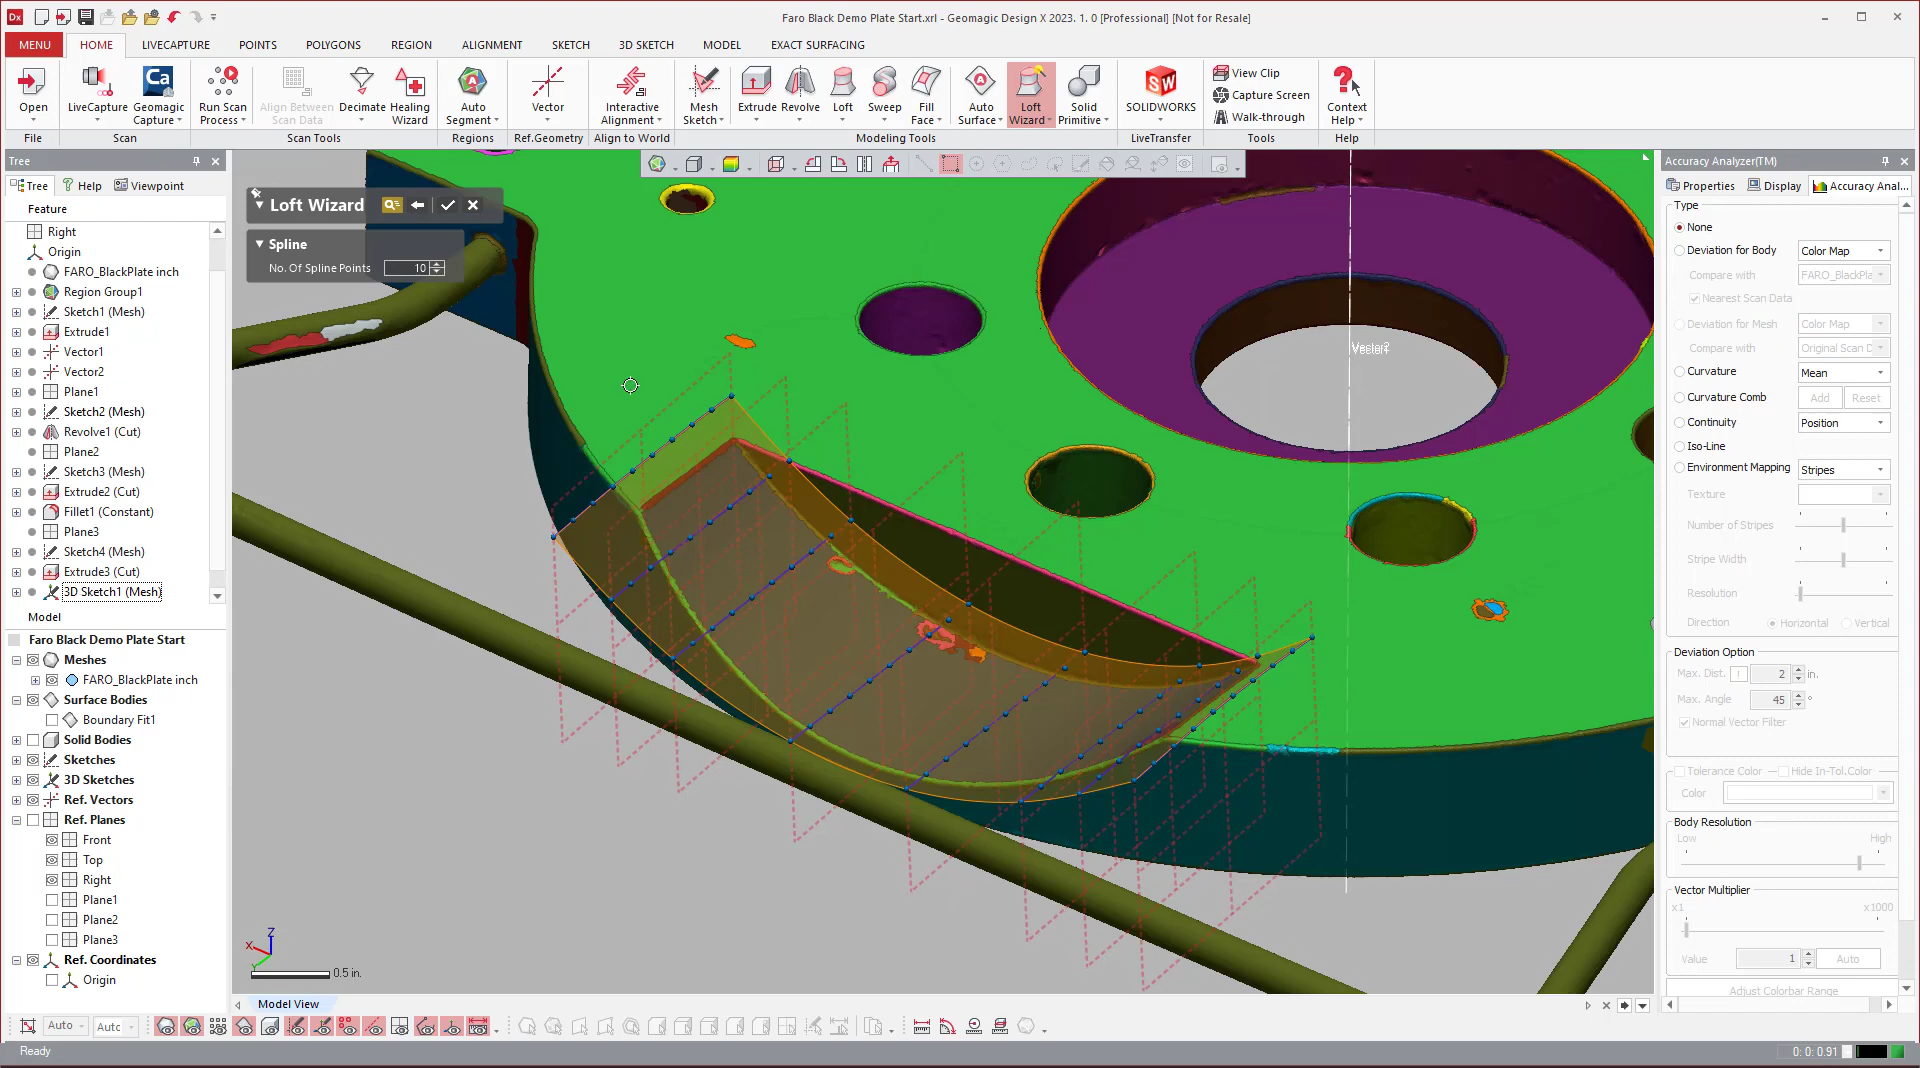 Faro Black Demo Plate Start.xrl - Geomagic Design X 2023. 1. 0 [Professional] [Not for Resale]
MENU HOME LIVECAPTURE POINTS POLYGONS REGION ALIGNMENT SKETCH 3D SKETCH MODEL EXACT SURFACING
Open
LiveCapture
Geomagic Capture
Run Scan Process
Align Between Scan Data
Decimate
Healing Wizard
Auto Segment
Vector
Interactive Alignment
Mesh Sketch
Extrude
Revolve
Loft
Sweep
Fill Face
Auto Surface
Loft Wizard
Solid Primitive
SOLIDWORKS
View Clip
Capture Screen
Walk-through
Context Help
File Scan Scan Tools Regions Ref.Geometry Align to World Modeling Tools LiveTransfer Tools Help
Tree
Tree Help Viewpoint
Feature
Right
Origin
FARO_BlackPlate inch
Region Group1
Sketch1 (Mesh)
Extrude1
Vector1
Vector2
Plane1
Sketch2 (Mesh)
Revolve1 (Cut)
Plane2
Sketch3 (Mesh)
Extrude2 (Cut)
Fillet1 (Constant)
Plane3
Sketch4 (Mesh)
Extrude3 (Cut)
3D Sketch1 (Mesh)
Model
Faro Black Demo Plate Start
Meshes
FARO_BlackPlate inch
Surface Bodies
Boundary Fit1
Solid Bodies
Sketches
3D Sketches
Ref. Vectors
Ref. Planes
Front
Top
Right
Plane1
Plane2
Plane3
Ref. Coordinates
Origin
Loft Wizard
Spline
No. Of Spline Points 10
Z
X
Y
0.5 in.
Model View
Accuracy Analyzer(TM)
Properties Display Accuracy Anal...
Type
None
Deviation for Body Color Map
Compare with FARO_BlackPla
Nearest Scan Data
Deviation for Mesh Color Map
Compare with Original Scan D
Curvature Mean
Curvature Comb Add Reset
Continuity Position
Iso-Line
Environment Mapping Stripes
Texture
Number of Stripes
Stripe Width
Resolution
Direction Horizontal Vertical
Deviation Option
Max. Dist. ! 2 in.
Max. Angle 45 °
Normal Vector Filter
Tolerance Color Hide In-Tol.Color
Color
Body Resolution
Low High
Vector Multiplier
x1 x1000
Value 1 Auto
Adjust Colorbar Range
Auto Auto
Ready
0: 0: 0.91